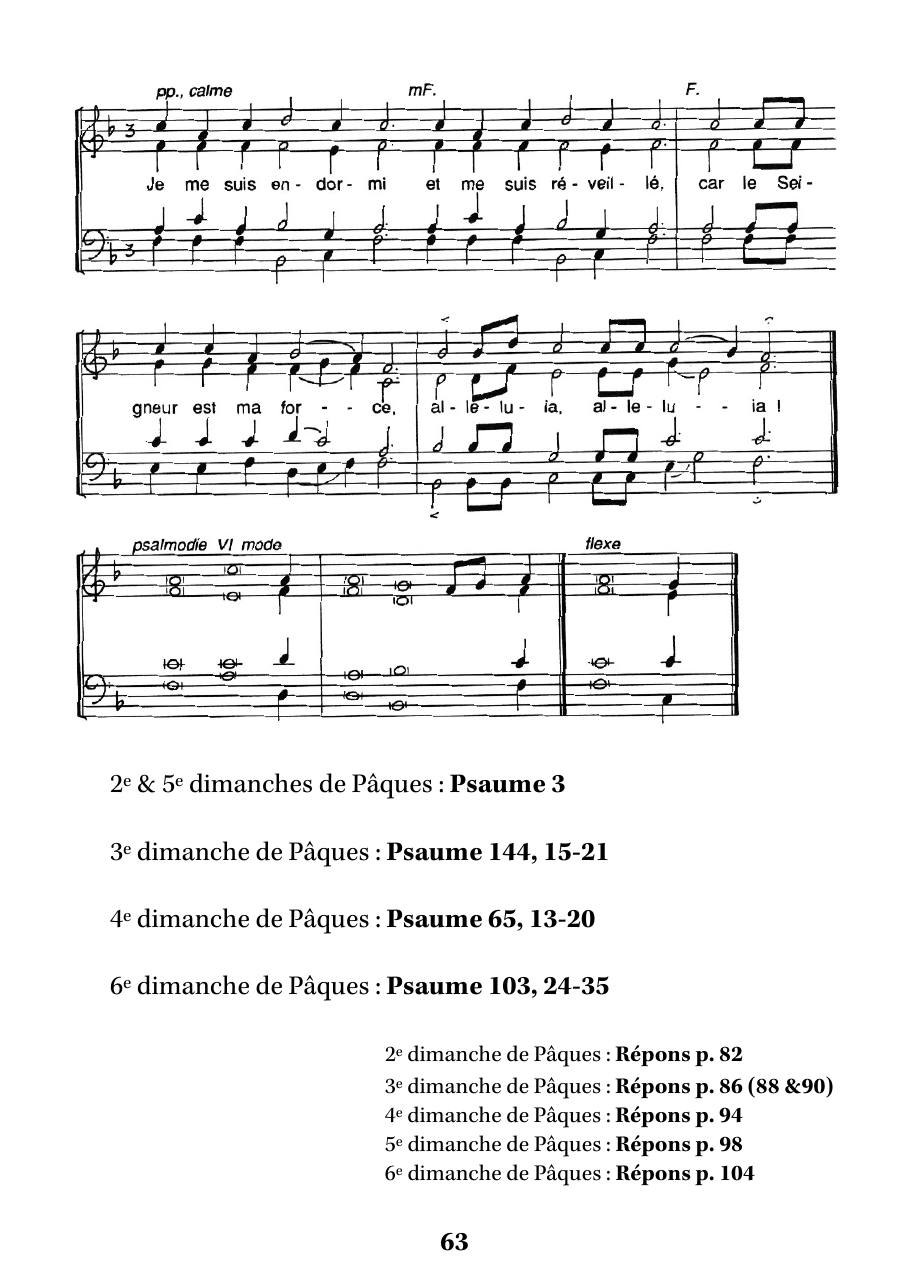 pp., calme mF. F.
Je me suis en - dor - mi et me suis ré - veil - lé, car le Sei -
gneur est ma for - - ce, al - le - lu - ia, al - le - lu - - ia !
psalmodie VI mode flexe
2e & 5e dimanches de Pâques : Psaume 3
3e dimanche de Pâques : Psaume 144, 15-21
4e dimanche de Pâques : Psaume 65, 13-20
6e dimanche de Pâques : Psaume 103, 24-35
2e dimanche de Pâques : Répons p. 82
3e dimanche de Pâques : Répons p. 86 (88 &90)
4e dimanche de Pâques : Répons p. 94
5e dimanche de Pâques : Répons p. 98
6e dimanche de Pâques : Répons p. 104
63